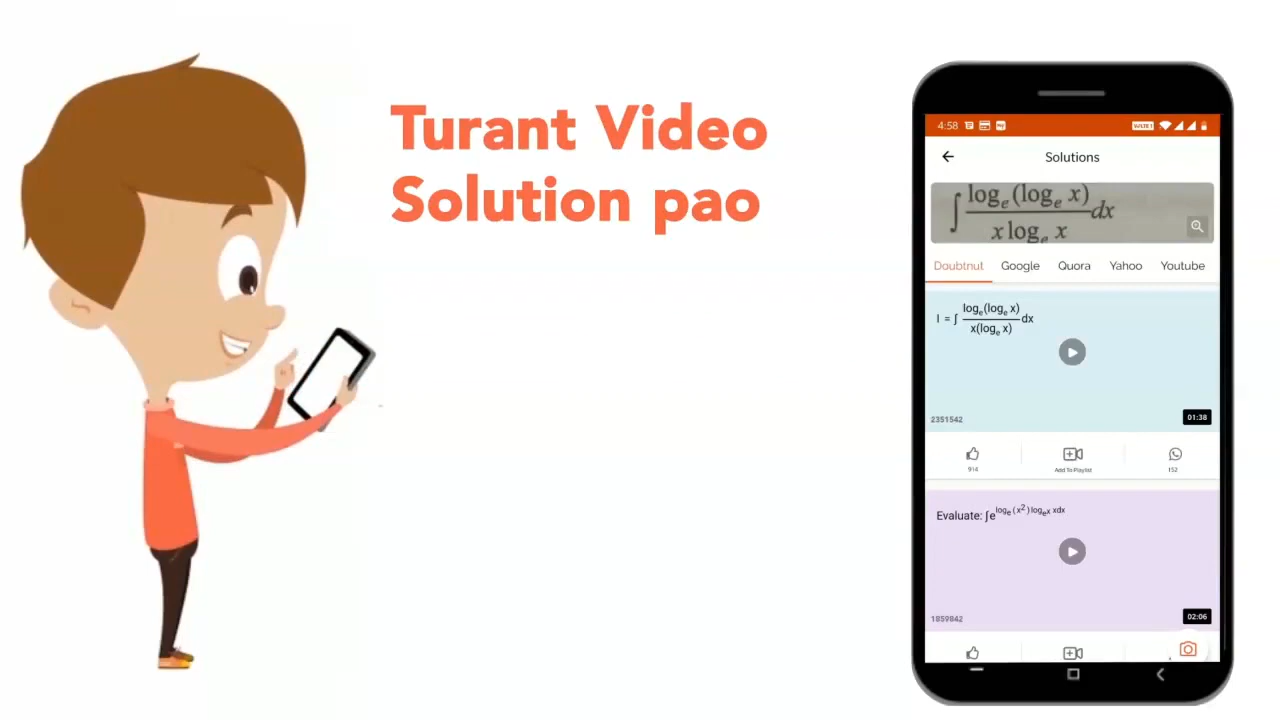 Turant Video
Solution pao
4:58
Solutions
∫ log_e (log_e x) / x log_e x dx
Doubtnut Google Quora Yahoo Youtube
I = ∫ log_e(log_e x) / x(log_e x) dx
2351542
01:38
914
Add To Playlist
152
Evaluate: ∫e^{log_e (x^2) log_e x} xdx
1859842
02:06